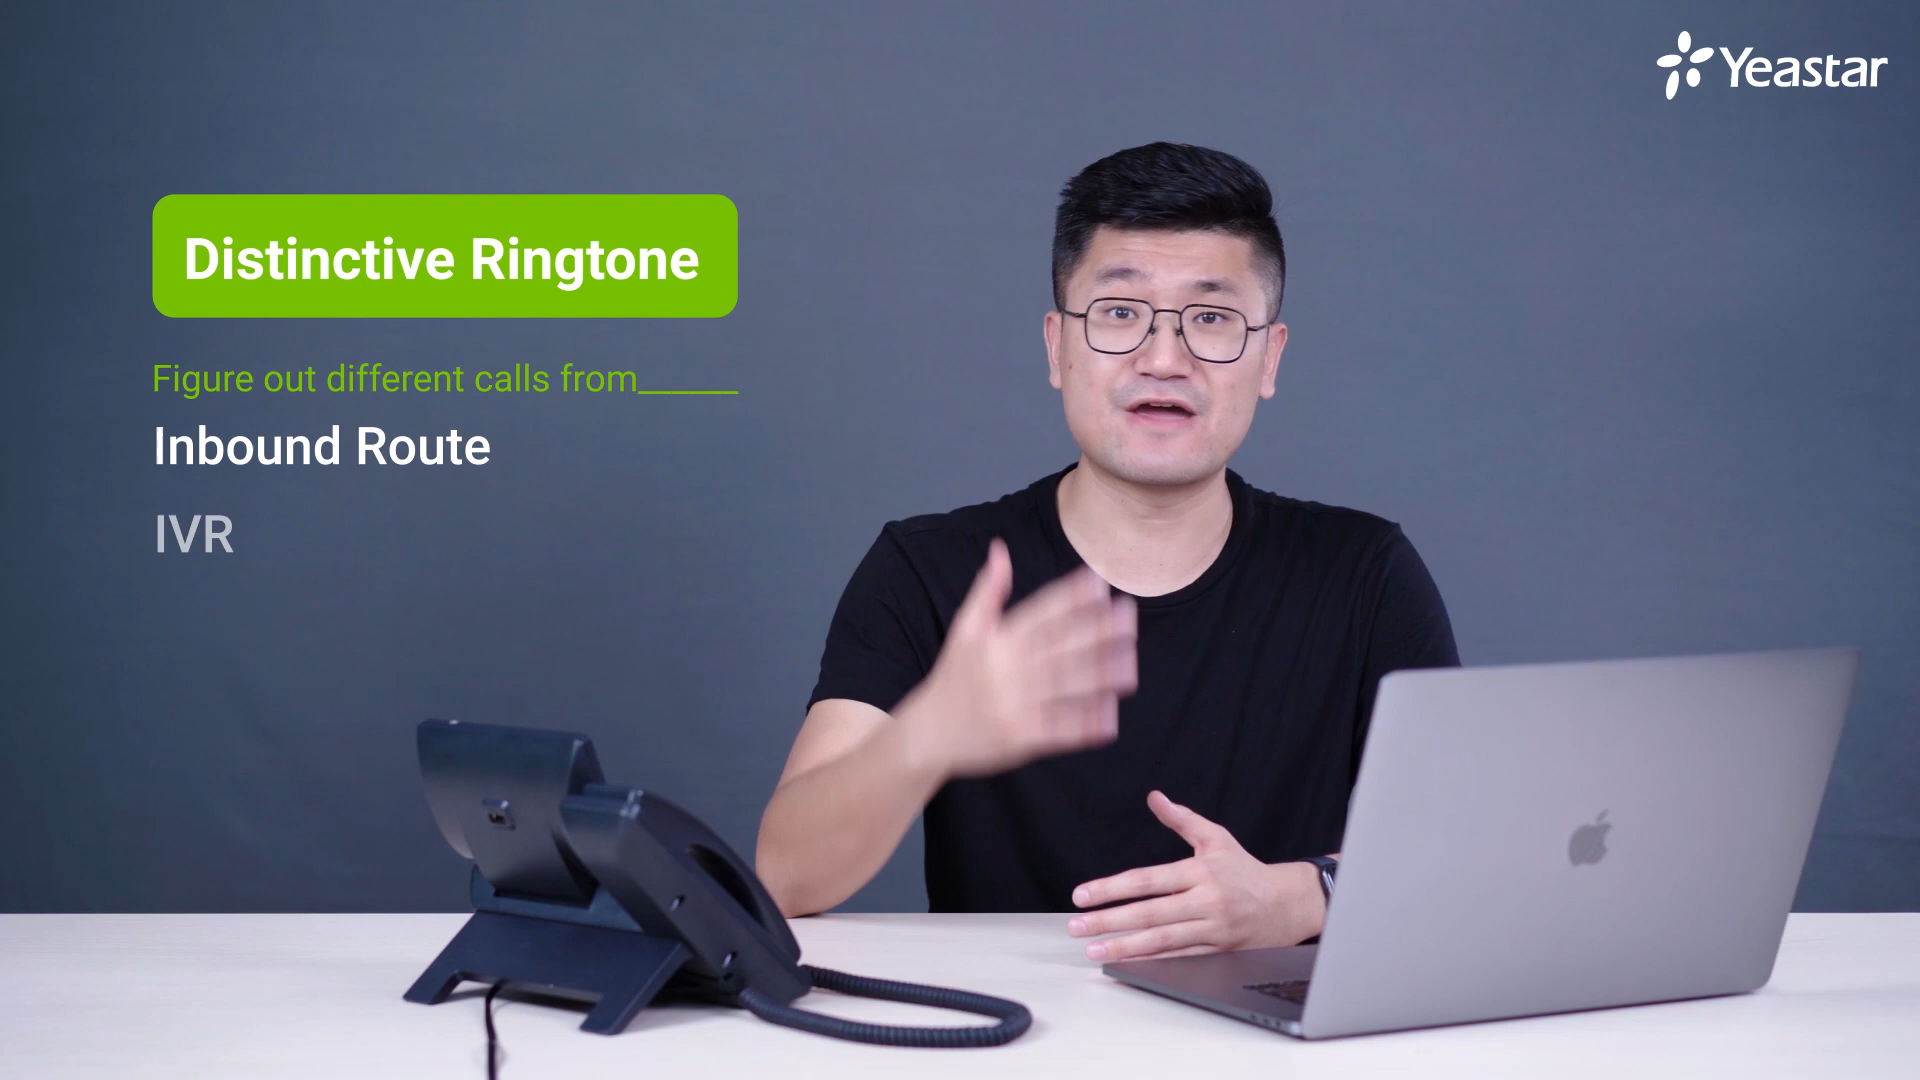 Yeastar
Distinctive Ringtone
Figure out different calls from______
Inbound Route
IVR